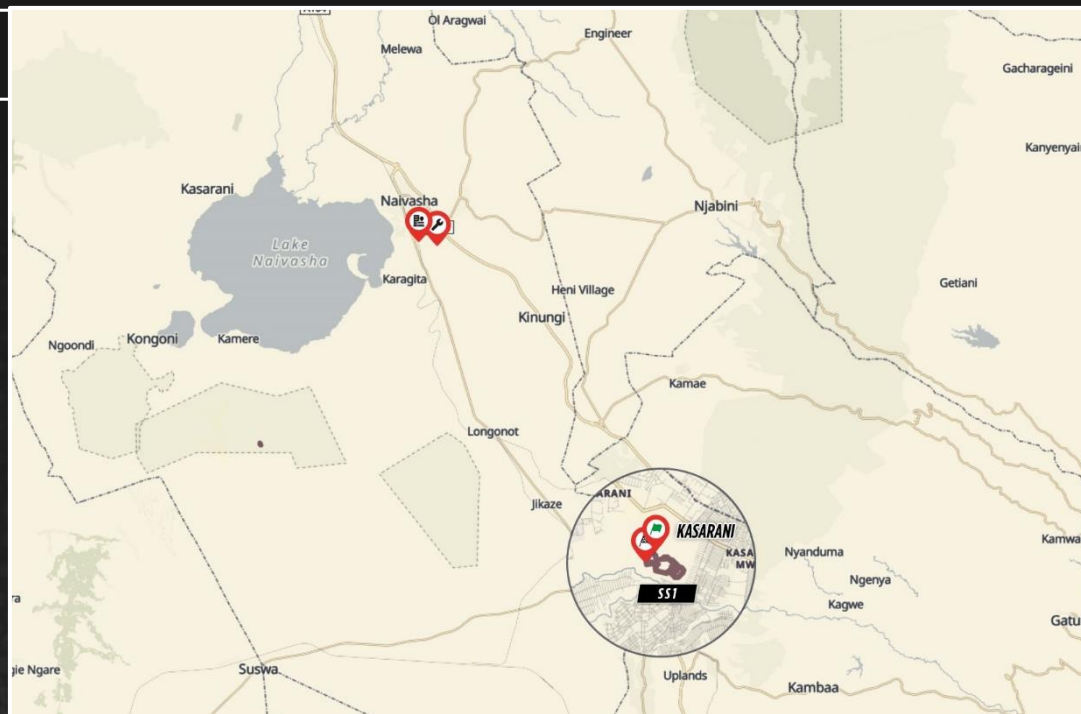 Ol Aragwai
Engineer
Melewa
Gacharageini
Kasarani
Naivasha
Njabini
Lake
Naivasha
Karagita
Heni Village
Getiani
Kinungi
Ngoondi
Kongoni
Kamere
Kamae
Longonot
Jikaze
ARANI
KASARANI
KASA
MW
Nyanduma
Kamwa
SS1
Ngenya
Kagwe
Gatu
jie Ngare
Suswa
Uplands
Kambaa